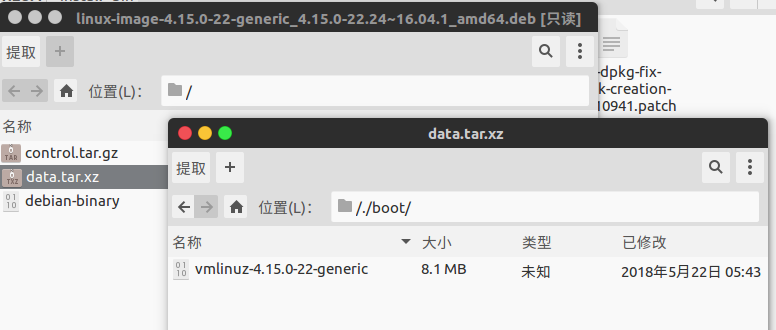 linux-image-4.15.0-22-generic_4.15.0-22.24~16.04.1_amd64.deb [只读]
提取
位置(L)： /
名称
control.tar.gz
data.tar.xz
debian-binary
-dpkg-fix-
k-creation-
10941.patch
data.tar.xz
提取
位置(L)： /./boot/
名称 大小 类型 已修改
vmlinuz-4.15.0-22-generic 8.1 MB 未知 2018年5月22日 05:43